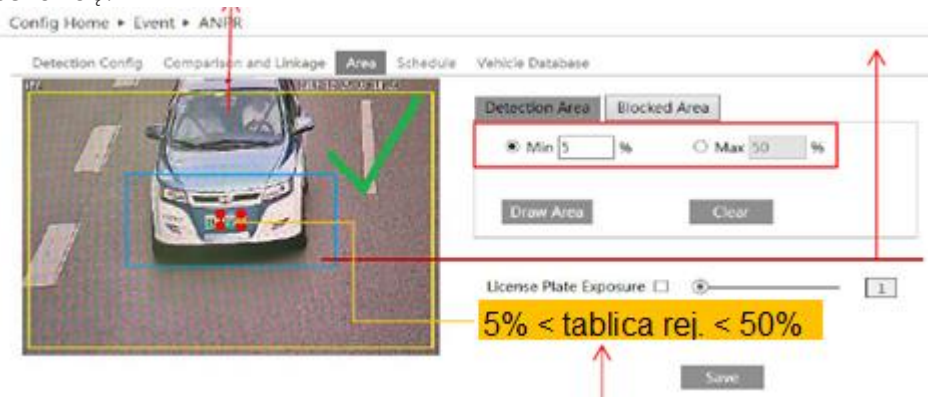 Config Home ▸ Event ▸ ANPR
Detection Config Comparison and Linkage Area Schedule Vehicle Database
Detection Area Blocked Area
Min 5 % Max 50 %
Draw Area Clear
License Plate Exposure 1
5% < tablica rej. < 50%
Save